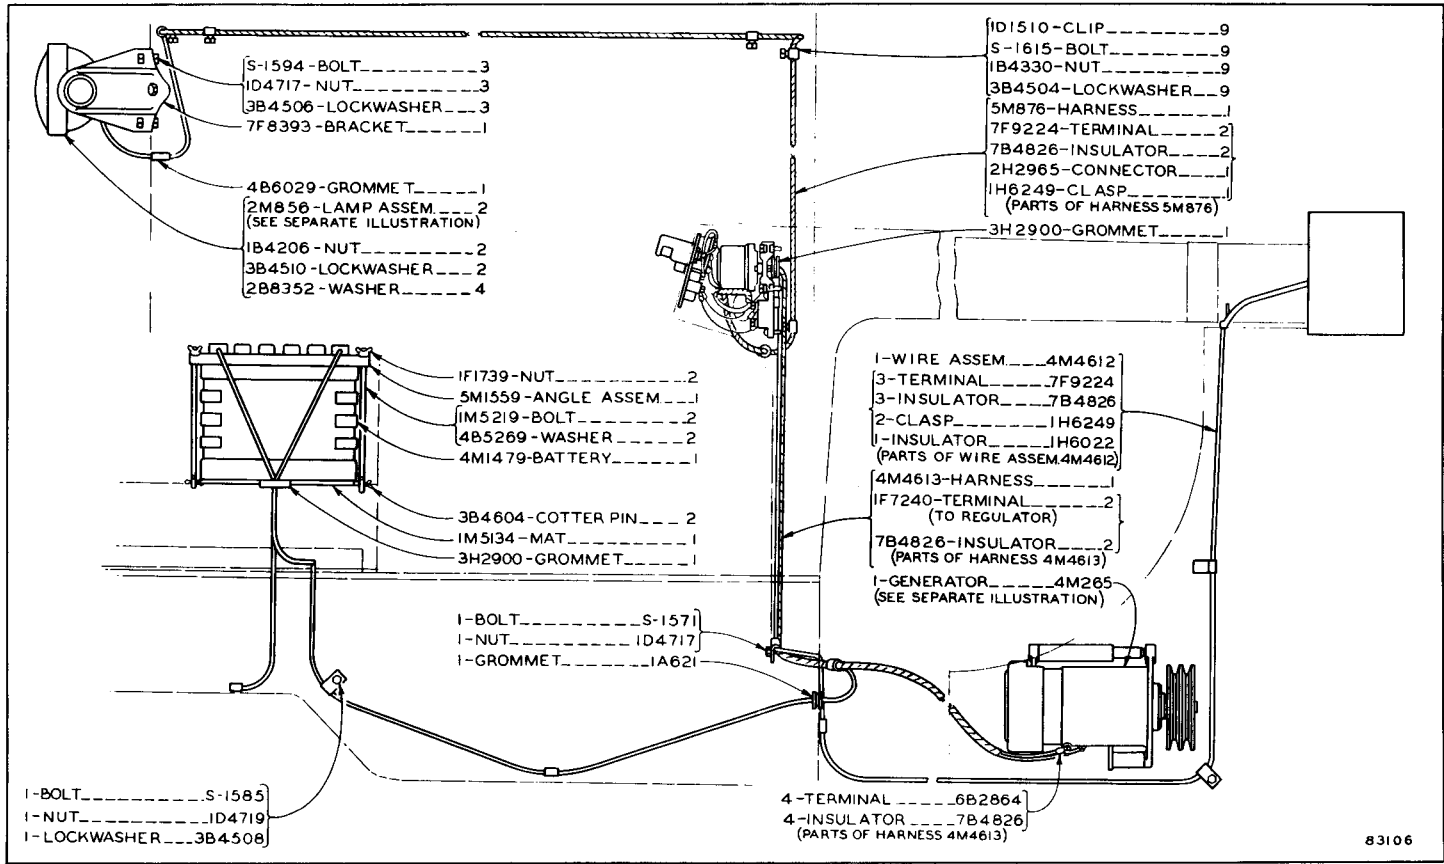 S-1594-BOLT 3
1D4717-NUT 3
3B4506-LOCKWASHER 3
7F8393-BRACKET 1
4B6029-GROMMET 1
2M856-LAMP ASSEM. 2
(SEE SEPARATE ILLUSTRATION)
1B4206-NUT 2
3B4510-LOCKWASHER 2
2B8352-WASHER 4
1D1510-CLIP 9
S-1615-BOLT 9
1B4330-NUT 9
3B4504-LOCKWASHER 9
5M876-HARNESS 1
7F9224-TERMINAL 2
7B4826-INSULATOR 2
2H2965-CONNECTOR 1
1H6249-CLASP 1
(PARTS OF HARNESS 5M876)
3H2900-GROMMET 1
1F1739-NUT 2
5M1559-ANGLE ASSEM 1
1M5219-BOLT 2
4B5269-WASHER 2
4M1479-BATTERY 1
3B4604-COTTER PIN 2
1M5134-MAT 1
3H2900-GROMMET 1
1-WIRE ASSEM. 4M4612
3-TERMINAL 7F9224
3-INSULATOR 7B4826
2-CLASP 1H6249
1-INSULATOR 1H6022
(PARTS OF WIRE ASSEM.4M4612)
4M4613-HARNESS 1
1F7240-TERMINAL 2
(TO REGULATOR)
7B4826-INSULATOR 2
(PARTS OF HARNESS 4M4613)
1-GENERATOR 4M265
(SEE SEPARATE ILLUSTRATION)
1-BOLT S-1571
1-NUT 1D4717
1-GROMMET 1A621
1-BOLT S-1585
1-NUT 1D4719
1-LOCKWASHER 3B4508
4-TERMINAL 6B2864
4-INSULATOR 7B4826
(PARTS OF HARNESS 4M4613)
83106